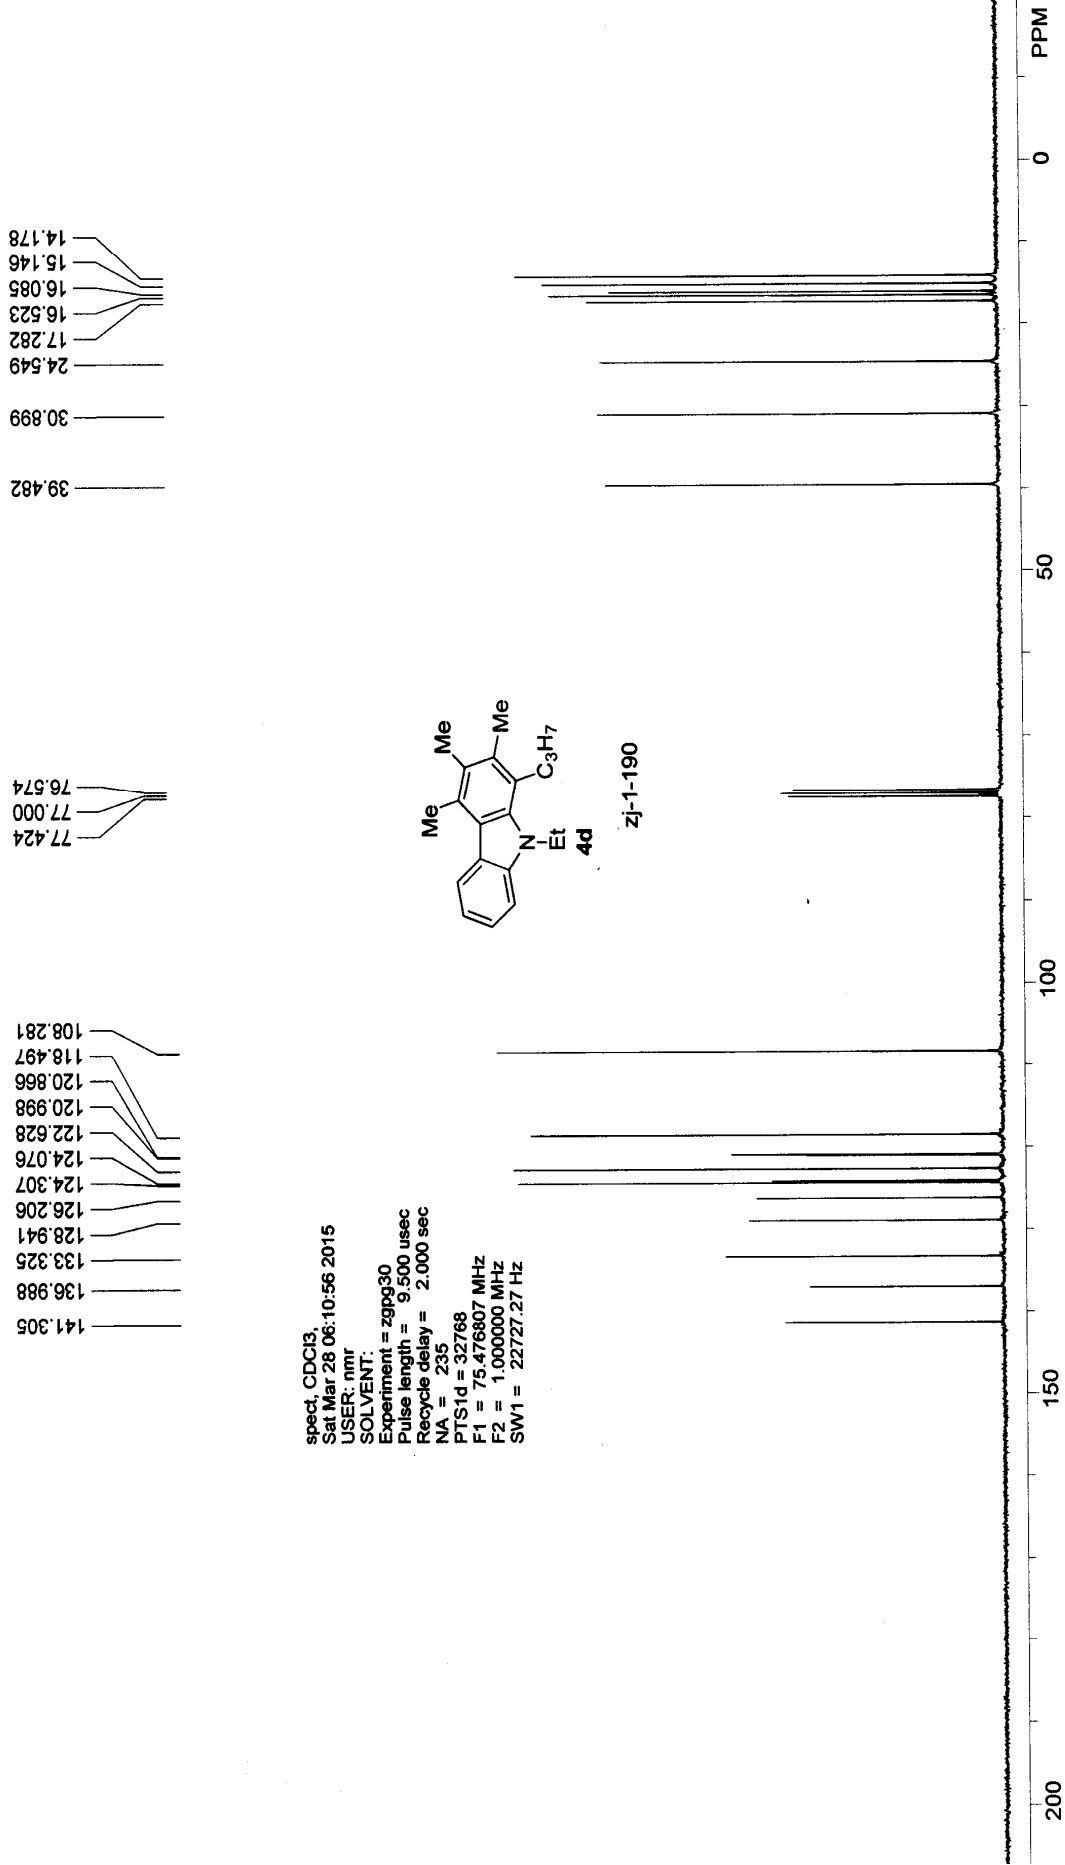 14.178
15.146
16.085
16.523
17.282
24.549
30.899
39.482
76.574
77.000
77.424
108.281
118.497
120.866
120.998
122.628
124.076
124.307
126.206
128.941
133.325
136.988
141.305
spect, CDCl3,
Sat Mar 28 06:10:56 2015
USER: nmr
SOLVENT:
Experiment = zgpg30
Pulse length = 9.500 usec
Recycle delay = 2.000 sec
NA = 235
PTS1d = 32768
F1 = 75.476807 MHz
F2 = 1.000000 MHz
SW1 = 22727.27 Hz
Me
Me
Me
C3H7
N
Et
4d
zj-1-190
PPM
0
50
100
150
200